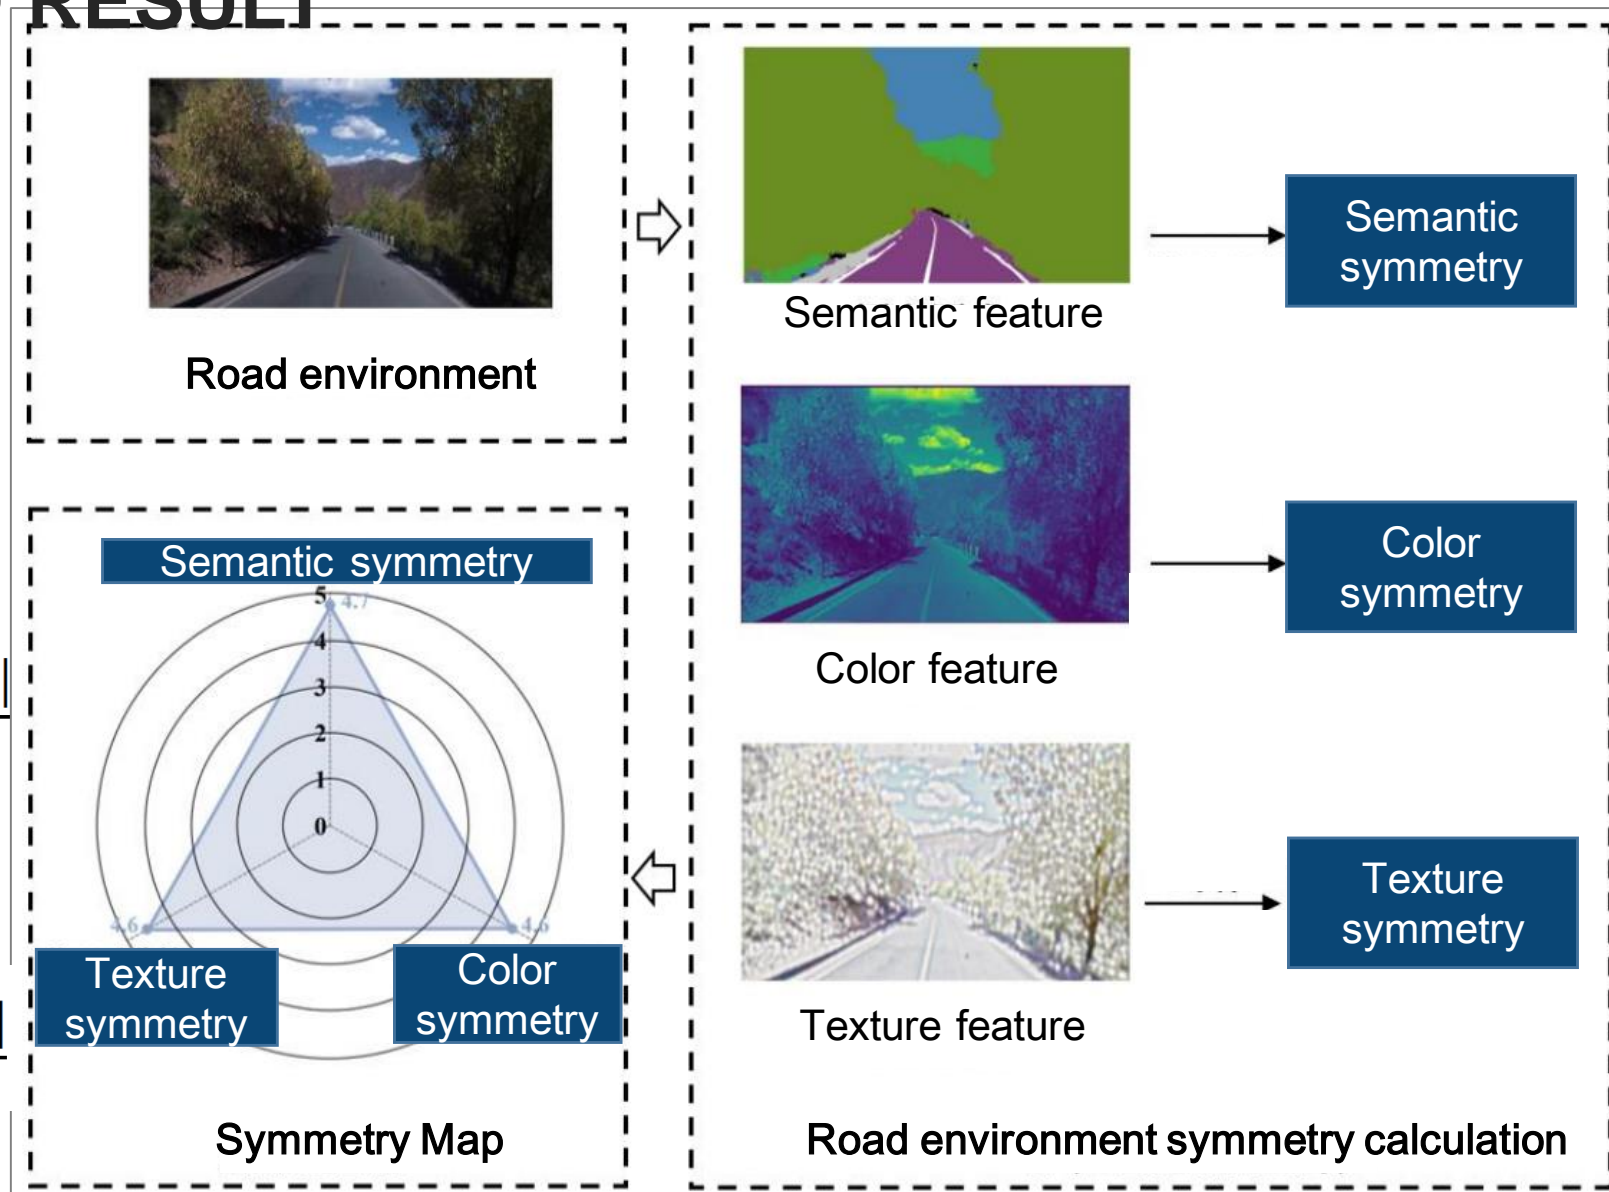 RESULT
Road environment
Semantic feature
Semantic
symmetry
Color feature
Color
symmetry
Texture feature
Texture
symmetry
Road environment symmetry calculation
Semantic symmetry
5
4.7
4
3
2
1
0
4.6
4.6
Texture
symmetry
Color
symmetry
Symmetry Map